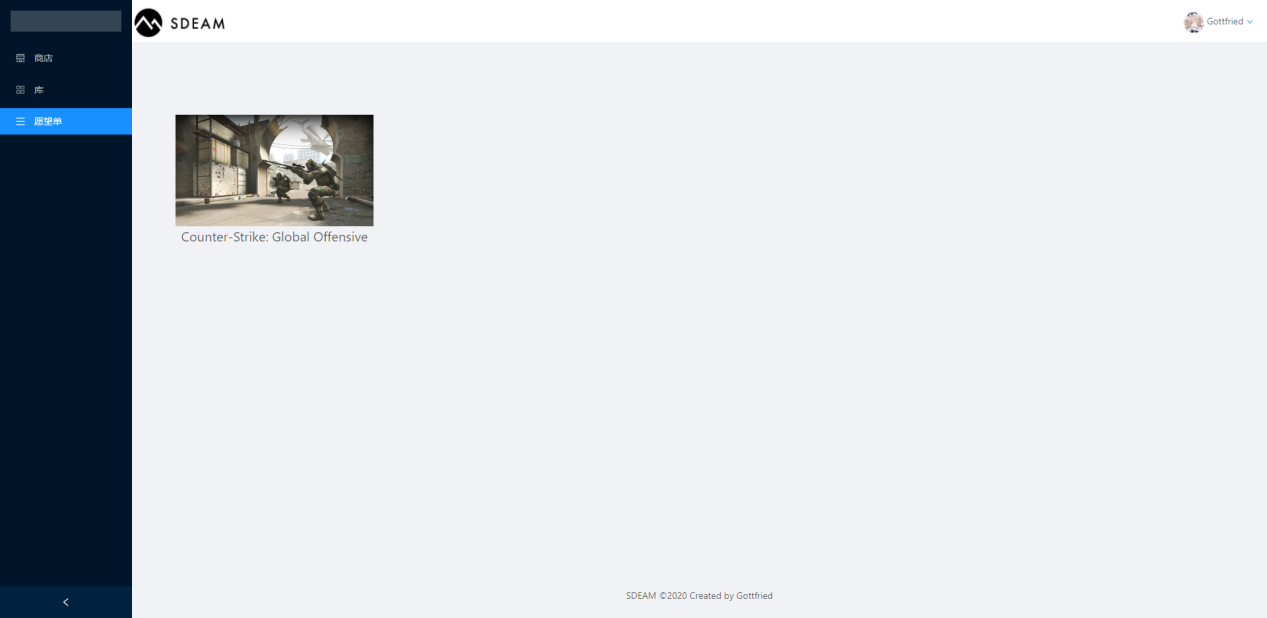 SDEAM
Gottfried
商店
库
愿望单
Counter-Strike: Global Offensive
SDEAM ©2020 Created by Gottfried